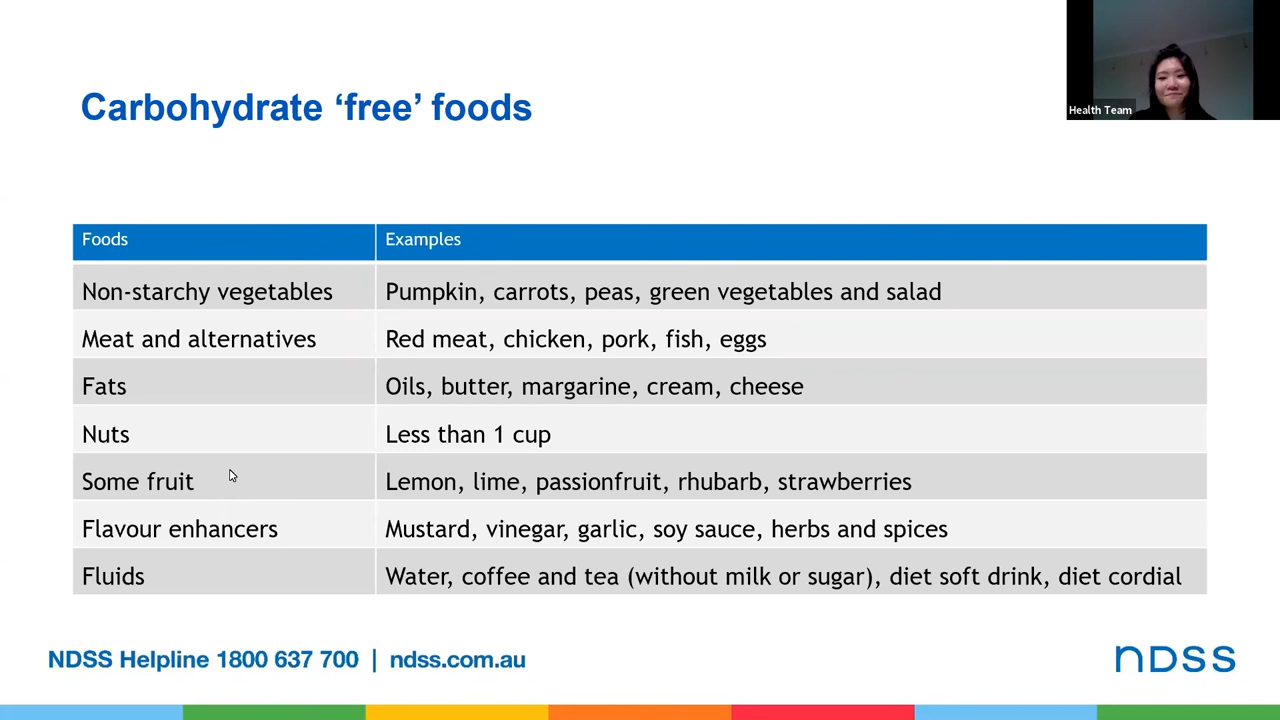 Health Team
Carbohydrate ‘free’ foods
Foods Examples
Non-starchy vegetables Pumpkin, carrots, peas, green vegetables and salad
Meat and alternatives Red meat, chicken, pork, fish, eggs
Fats Oils, butter, margarine, cream, cheese
Nuts Less than 1 cup
Some fruit Lemon, lime, passionfruit, rhubarb, strawberries
Flavour enhancers Mustard, vinegar, garlic, soy sauce, herbs and spices
Fluids Water, coffee and tea (without milk or sugar), diet soft drink, diet cordial
NDSS Helpline 1800 637 700 | ndss.com.au
NDSS